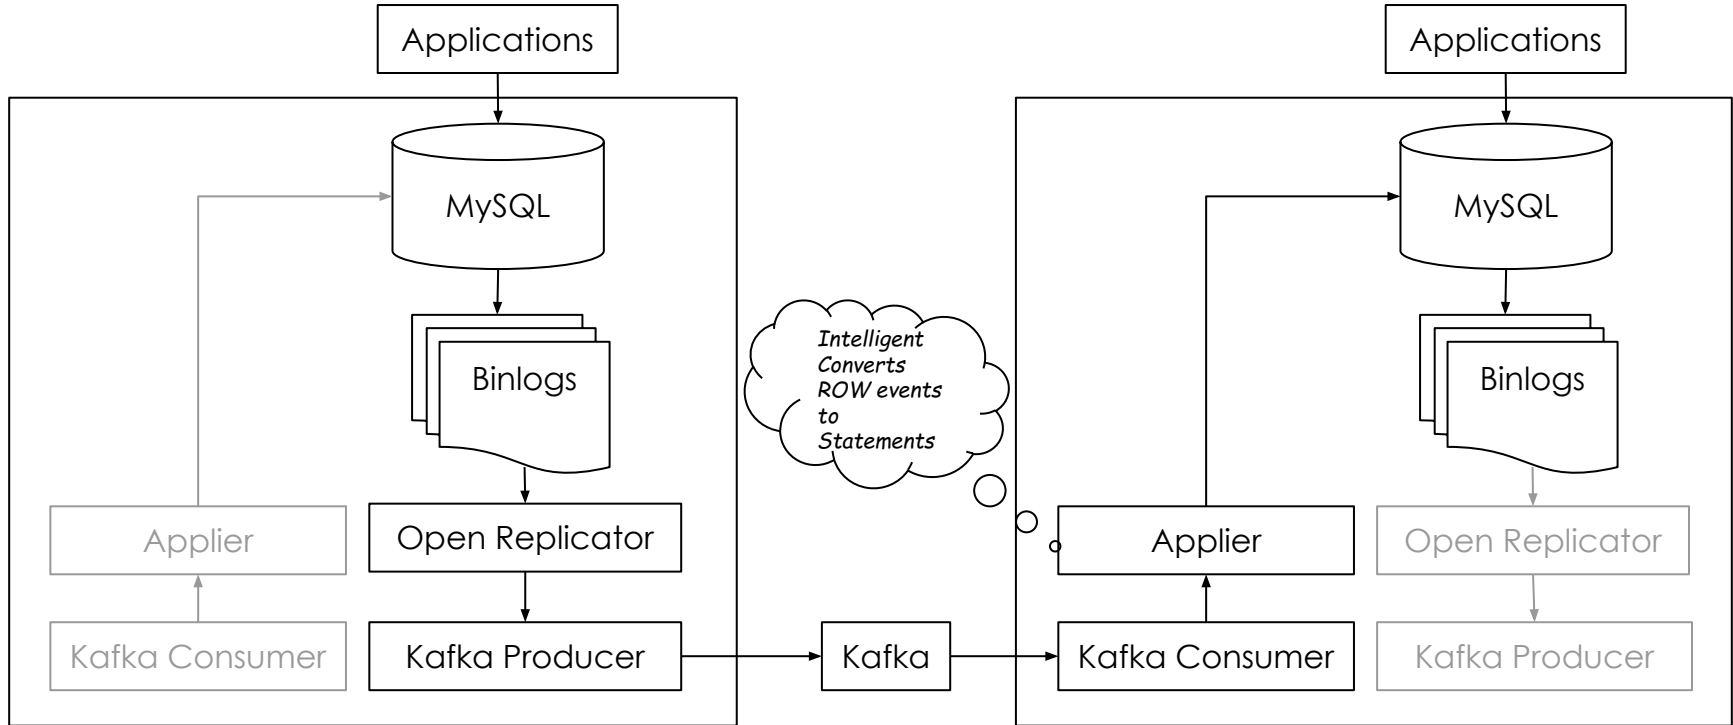 Applications
Applications
MySQL
MySQL
Intelligent
Converts
ROW events
to
Statements
Binlogs
Binlogs
Applier
Open Replicator
Applier
Open Replicator
Kafka Consumer
Kafka Producer
Kafka
Kafka Consumer
Kafka Producer